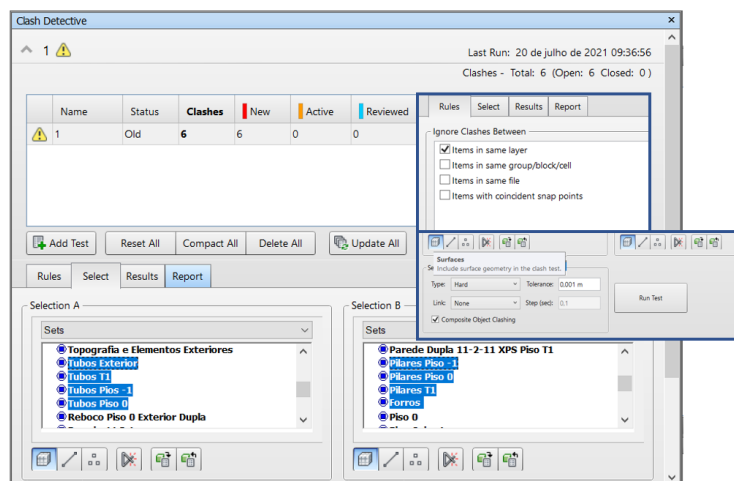 Clash Detective
1
Last Run: 20 de julho de 2021 09:36:56
Clashes - Total: 6 (Open: 6 Closed: 0)
Name Status Clashes New Active Reviewed
1 Old 6 6 0 0
Rules Select Results Report
Ignore Clashes Between
Items in same layer
Items in same group/block/cell
Items in same file
Items with coincident snap points
Add Test Reset All Compact All Delete All Update All
Surfaces
Se Include surface geometry in the clash test.
Type: Hard Tolerance: 0,001 m
Link: None Step (sec): 0,1
Composite Object Clashing
Run Test
Rules Select Results Report
Selection A
Sets
Topografia e Elementos Exteriores
Tubos Exterior
Tubos T1
Tubos Pios -1
Tubos Piso 0
Reboco Piso 0 Exterior Dupla
Selection B
Sets
Parede Dupla 11-2-11 XPS Piso T1
Pilares Piso -1
Pilares Piso 0
Pilares T1
Forros
Piso 0